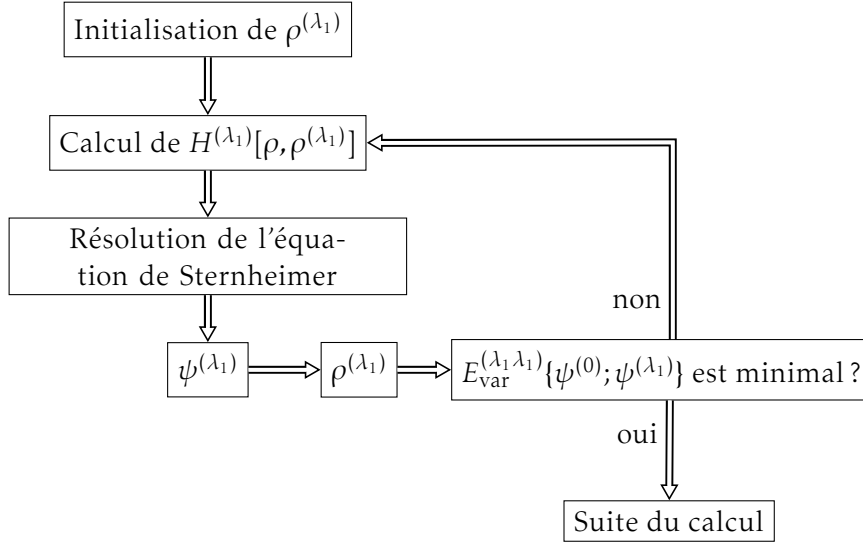 Initialisation de ρ^(λ₁)
Calcul de H^(λ₁)[ρ, ρ^(λ₁)]
Résolution de l'équa-
tion de Sternheimer
non
ψ^(λ₁)
ρ^(λ₁)
E_var^(λ₁λ₁){ψ^(0); ψ^(λ₁)} est minimal ?
oui
Suite du calcul